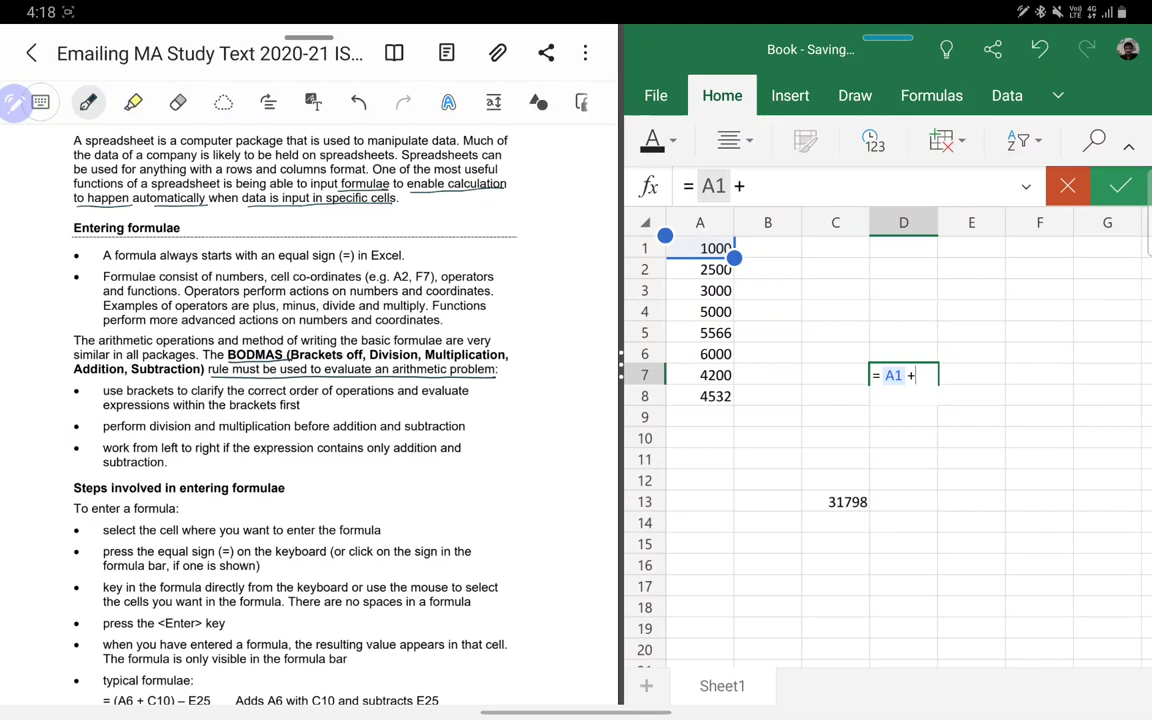 4:18
VoD LTE 4G
Emailing MA Study Text 2020-21 IS...
A spreadsheet is a computer package that is used to manipulate data. Much of
the data of a company is likely to be held on spreadsheets. Spreadsheets can
be used for anything with a rows and columns format. One of the most useful
functions of a spreadsheet is being able to input formulae to enable calculation
to happen automatically when data is input in specific cells.
Entering formulae
• A formula always starts with an equal sign (=) in Excel.
• Formulae consist of numbers, cell co-ordinates (e.g. A2, F7), operators
and functions. Operators perform actions on numbers and coordinates.
Examples of operators are plus, minus, divide and multiply. Functions
perform more advanced actions on numbers and coordinates.
The arithmetic operations and method of writing the basic formulae are very
similar in all packages. The BODMAS (Brackets off, Division, Multiplication,
Addition, Subtraction) rule must be used to evaluate an arithmetic problem:
• use brackets to clarify the correct order of operations and evaluate
expressions within the brackets first
• perform division and multiplication before addition and subtraction
• work from left to right if the expression contains only addition and
subtraction.
Steps involved in entering formulae
To enter a formula:
• select the cell where you want to enter the formula
• press the equal sign (=) on the keyboard (or click on the sign in the
formula bar, if one is shown)
• key in the formula directly from the keyboard or use the mouse to select
the cells you want in the formula. There are no spaces in a formula
• press the <Enter> key
• when you have entered a formula, the resulting value appears in that cell.
The formula is only visible in the formula bar
• typical formulae:
= (A6 + C10) – E25 Adds A6 with C10 and subtracts E25
Book - Saving...
File Home Insert Draw Formulas Data
A 123
fx = A1 +
A B C D E F G
1 1000
2 2500
3 3000
4 5000
5 5566
6 6000
7 4200 = A1 +
8 4532
9
10
11
12
13 31798
14
15
16
17
18
19
20
Sheet1